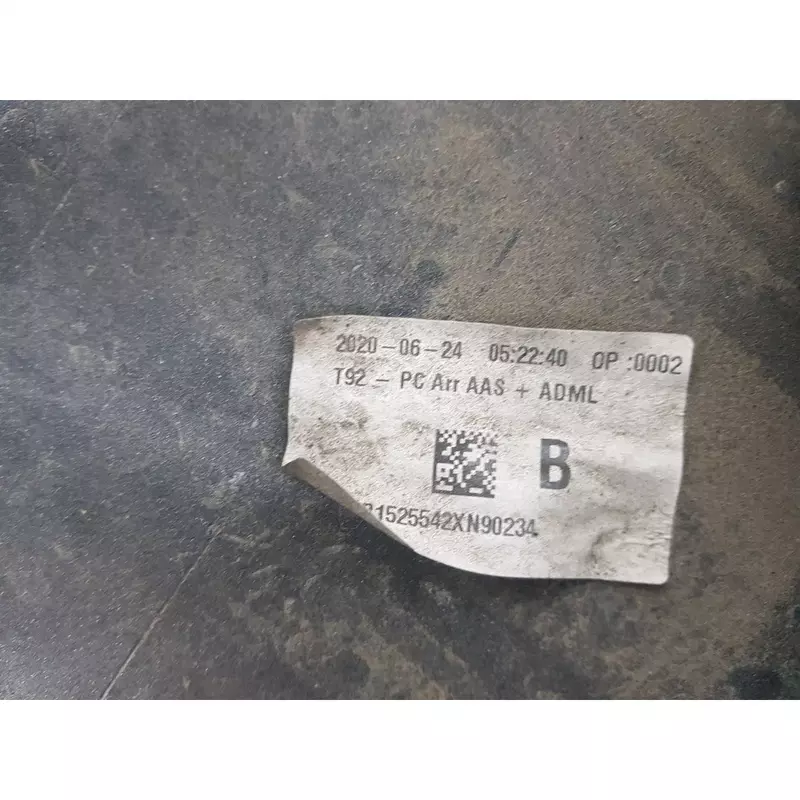 2020-06-24 05:22:40 OP :0002
T92 - PC Arr AAS + ADML
B
1525542XN90234